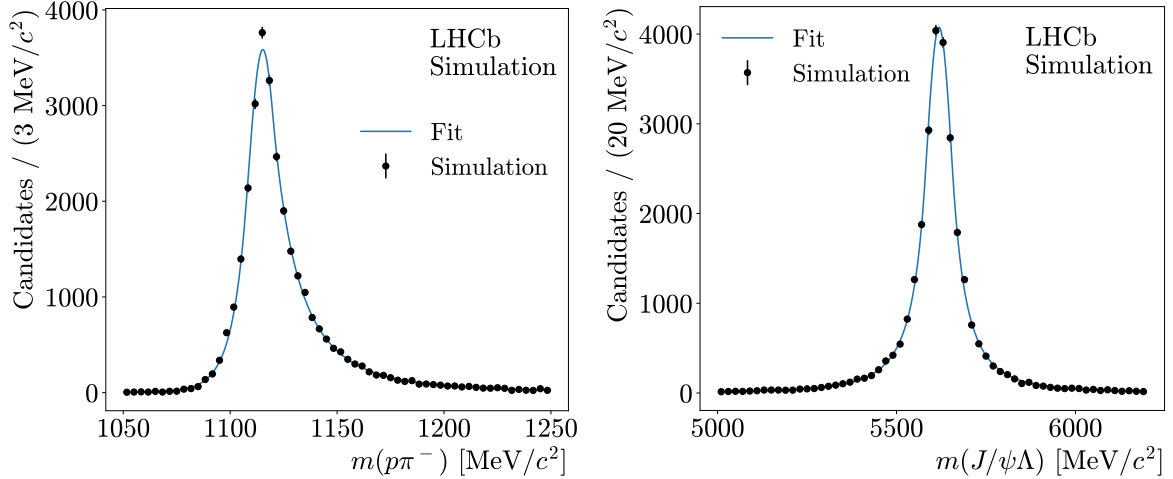 Candidates / (3 MeV/c²)
4000
3000
2000
1000
0
LHCb
Simulation
Fit
Simulation
1050 1100 1150 1200 1250
m(pπ⁻) [MeV/c²]
Candidates / (20 MeV/c²)
4000
3000
2000
1000
0
Fit
Simulation
LHCb
Simulation
5000 5500 6000
m(J/ψΛ) [MeV/c²]